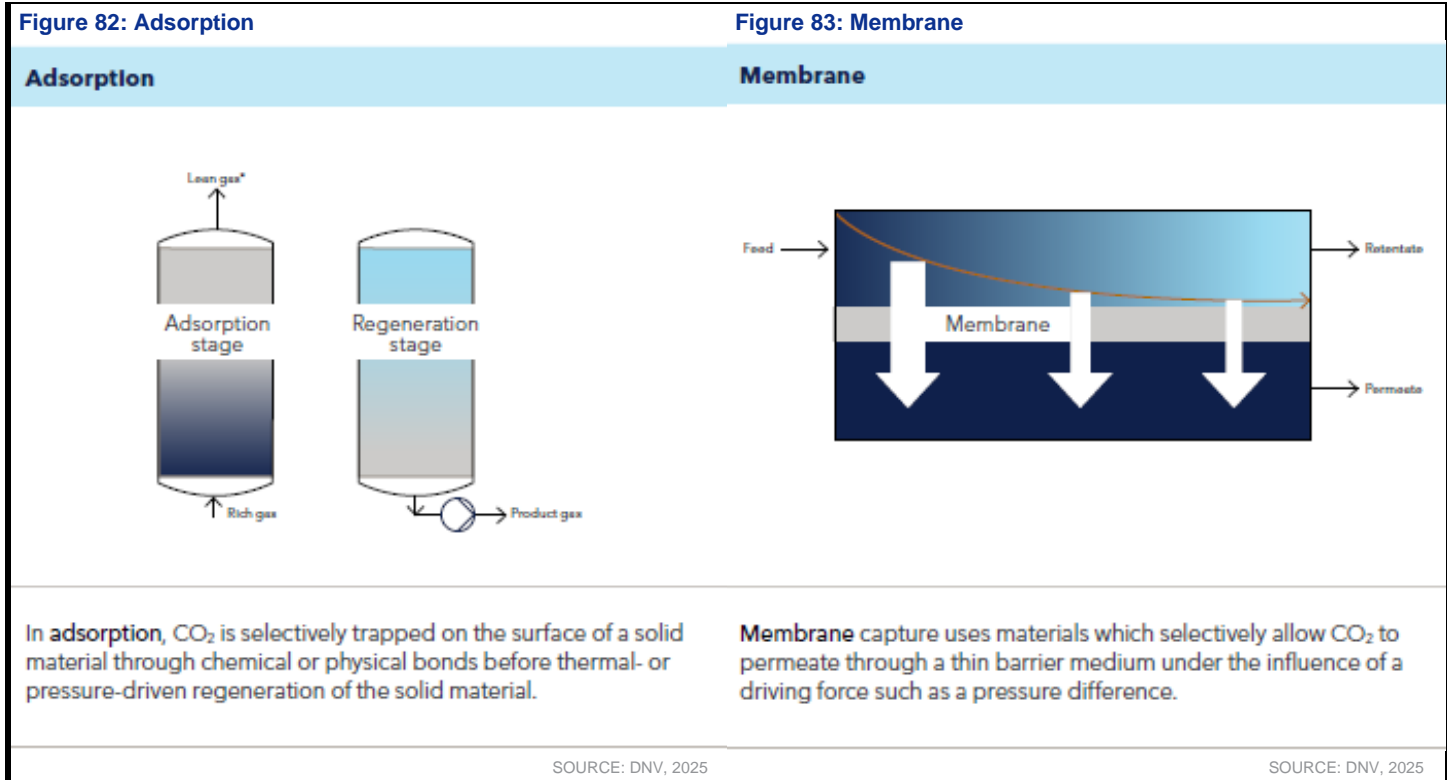 Figure 82: Adsorption
Adsorption
Lean gas*
Adsorption
stage
Regeneration
stage
Rich gas
Product gas
In adsorption, CO₂ is selectively trapped on the surface of a solid
material through chemical or physical bonds before thermal- or
pressure-driven regeneration of the solid material.
SOURCE: DNV, 2025
Figure 83: Membrane
Membrane
Feed
Retentate
Membrane
Permeate
Membrane capture uses materials which selectively allow CO₂ to
permeate through a thin barrier medium under the influence of a
driving force such as a pressure difference.
SOURCE: DNV, 2025